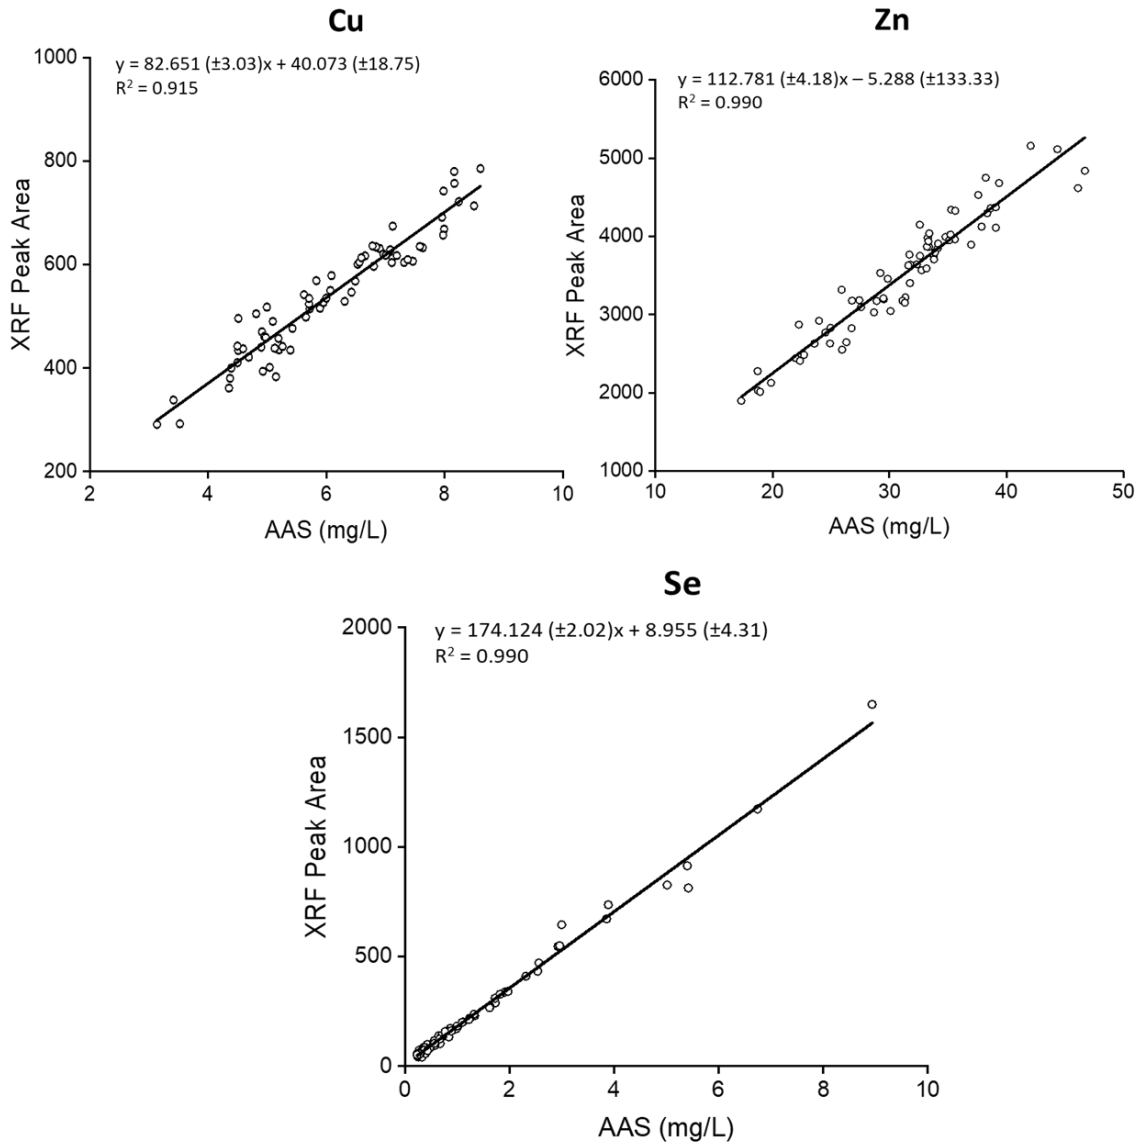 Cu
y = 82.651 (±3.03)x + 40.073 (±18.75)
R² = 0.915
1000
800
600
400
200
XRF Peak Area
2 4 6 8 10
AAS (mg/L)
Zn
y = 112.781 (±4.18)x – 5.288 (±133.33)
R² = 0.990
6000
5000
4000
3000
2000
1000
XRF Peak Area
10 20 30 40 50
AAS (mg/L)
Se
y = 174.124 (±2.02)x + 8.955 (±4.31)
R² = 0.990
2000
1500
1000
500
0
XRF Peak Area
0 2 4 6 8 10
AAS (mg/L)